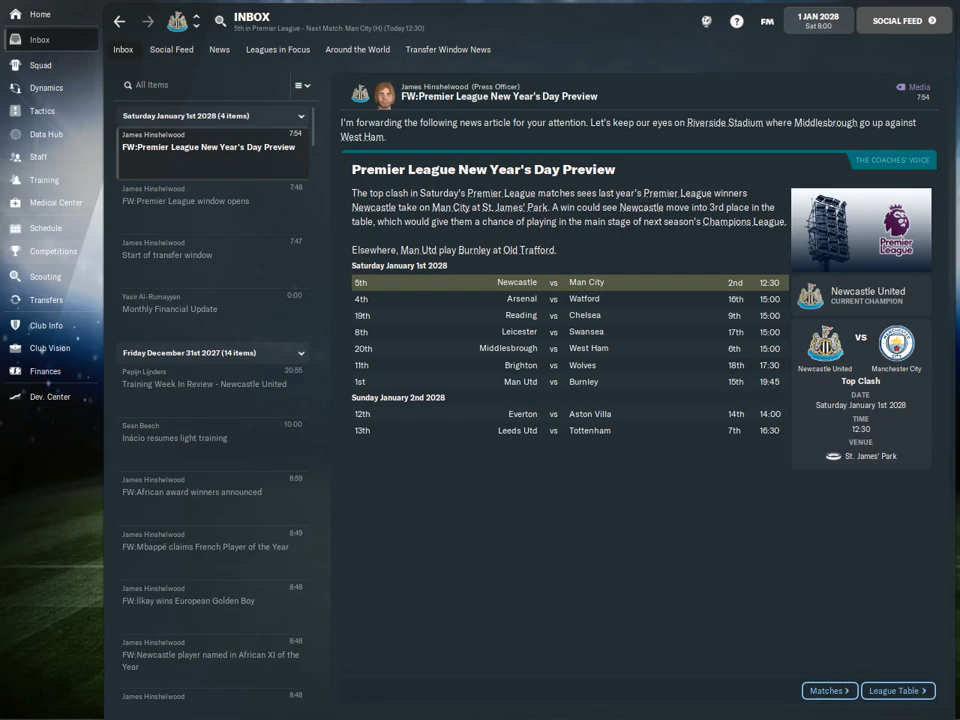 Home
Inbox
Squad
Dynamics
Tactics
Data Hub
Staff
Training
Medical Center
Schedule
Competitions
Scouting
Transfers
Club Info
Club Vision
Finances
Dev. Center
INBOX
5th in Premier League - Next Match: Man City (H) (Today 12:30)
?
FM
1 JAN 2028
Sat 8:00
SOCIAL FEED
Inbox Social Feed News Leagues in Focus Around the World Transfer Window News
All Items
Saturday January 1st 2028 (4 items)
James Hinshelwood 7:54
FW:Premier League New Year's Day Preview
James Hinshelwood 7:48
FW:Premier League window opens
James Hinshelwood 7:47
Start of transfer window
Yasir Al-Rumayyan 0:00
Monthly Financial Update
Friday December 31st 2027 (14 items)
Pepijn Lijnders 20:55
Training Week In Review - Newcastle United
Sean Beech 10:00
Inácio resumes light training
James Hinshelwood 8:59
FW:African award winners announced
James Hinshelwood 8:49
FW:Mbappé claims French Player of the Year
James Hinshelwood 8:48
FW:Ilkay wins European Golden Boy
James Hinshelwood 8:48
FW:Newcastle player named in African XI of the
Year
James Hinshelwood 8:48
James Hinshelwood (Press Officer)
FW:Premier League New Year's Day Preview
Media
7:54
I'm forwarding the following news article for your attention. Let's keep our eyes on Riverside Stadium where Middlesbrough go up against
West Ham.
THE COACHES' VOICE
Premier League New Year's Day Preview
The top clash in Saturday's Premier League matches sees last year's Premier League winners
Newcastle take on Man City at St. James' Park. A win could see Newcastle move into 3rd place in the
table, which would give them a chance of playing in the main stage of next season's Champions League.
Elsewhere, Man Utd play Burnley at Old Trafford.
Saturday January 1st 2028
5th Newcastle vs Man City 2nd 12:30
4th Arsenal vs Watford 16th 15:00
19th Reading vs Chelsea 9th 15:00
8th Leicester vs Swansea 17th 15:00
20th Middlesbrough vs West Ham 6th 15:00
11th Brighton vs Wolves 18th 17:30
1st Man Utd vs Burnley 15th 19:45
Sunday January 2nd 2028
12th Everton vs Aston Villa 14th 14:00
13th Leeds Utd vs Tottenham 7th 16:30
Premier
League
Newcastle United
CURRENT CHAMPION
VS
Newcastle United Manchester City
Top Clash
DATE
Saturday January 1st 2028
TIME
12:30
VENUE
St. James' Park
Matches
League Table